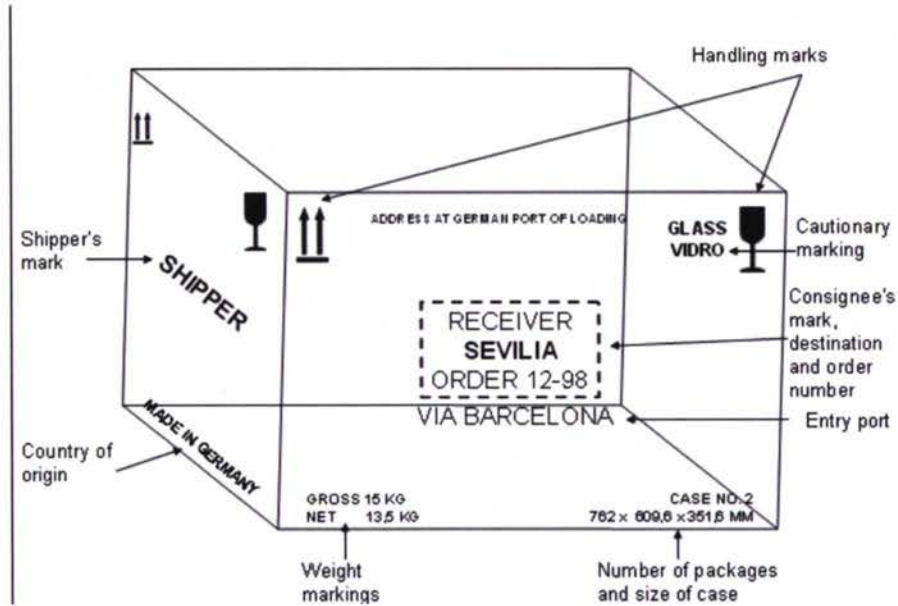 Handling marks
ADDRESS AT GERMAN PORT OF LOADING
GLASS
VIDRO
Cautionary
marking
Shipper's
mark
SHIPPER
Consignee's
mark,
destination
and order
number
RECEIVER
SEVILIA
ORDER 12-98
VIA BARCELONA
Entry port
MADE IN GERMANY
Country of
origin
GROSS 15 KG
NET 13,5 KG
CASE NO. 2
762 x 609,6 x 351,6 MM
Weight
markings
Number of packages
and size of case